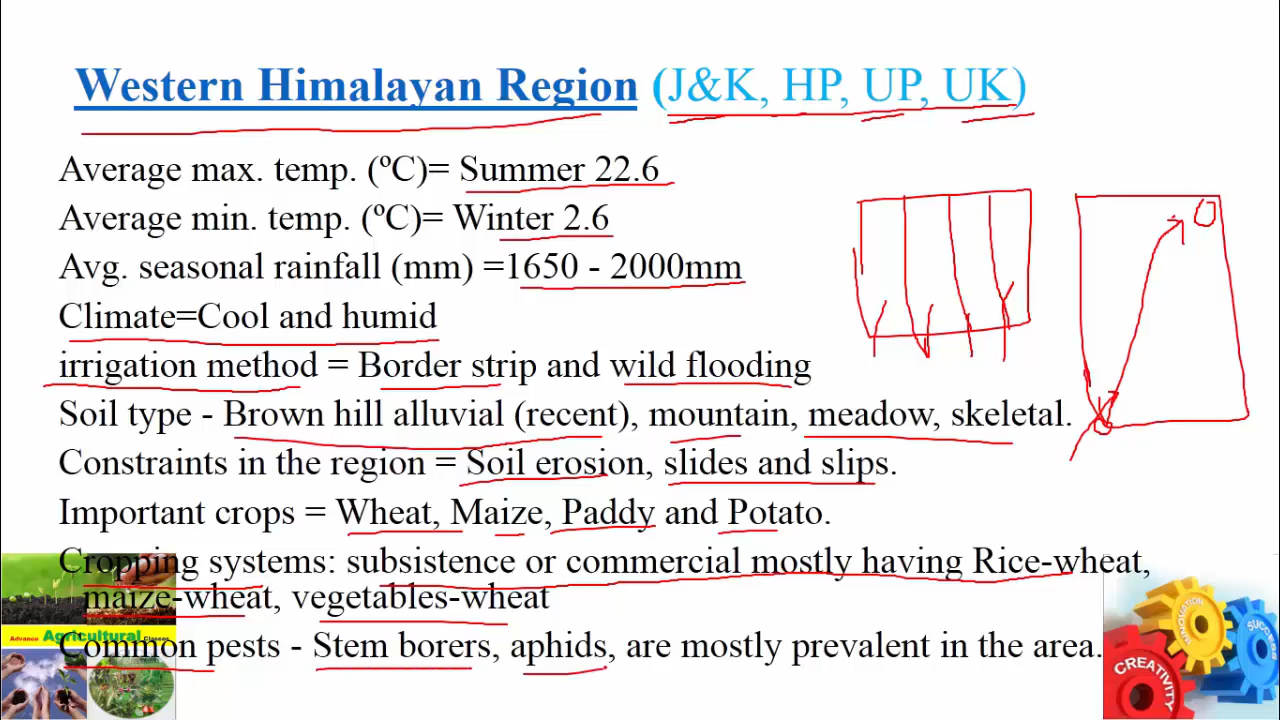 Western Himalayan Region (J&K, HP, UP, UK)
Average max. temp. (ºC)= Summer 22.6
Average min. temp. (ºC)= Winter 2.6
Avg. seasonal rainfall (mm) =1650 - 2000mm
Climate=Cool and humid
irrigation method = Border strip and wild flooding
Soil type - Brown hill alluvial (recent), mountain, meadow, skeletal.
Constraints in the region = Soil erosion, slides and slips.
Important crops = Wheat, Maize, Paddy and Potato.
Cropping systems: subsistence or commercial mostly having Rice-wheat,
maize-wheat, vegetables-wheat
Common pests - Stem borers, aphids, are mostly prevalent in the area.
Advance Agricultural Classes
INNOVATION
CREATIVITY